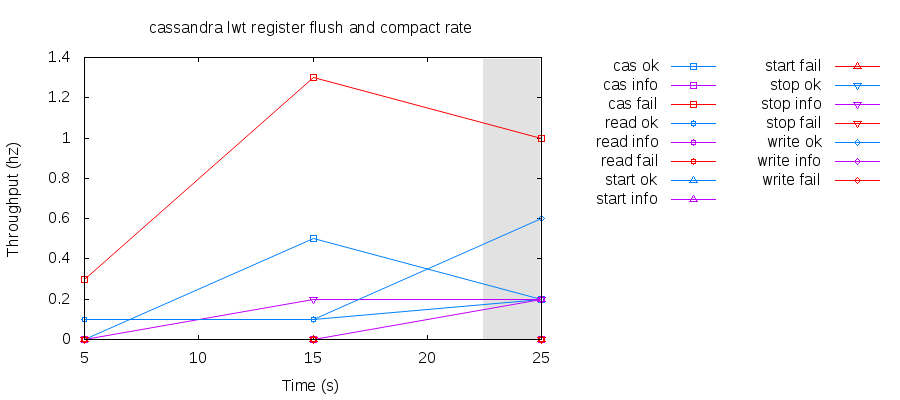 cassandra lwt register flush and compact rate
1.4
1.2
1
0.8
0.6
0.4
0.2
0
Throughput (hz)
5 10 15 20 25
Time (s)
cas ok
cas info
cas fail
read ok
read info
read fail
start ok
start info
start fail
stop ok
stop info
stop fail
write ok
write info
write fail